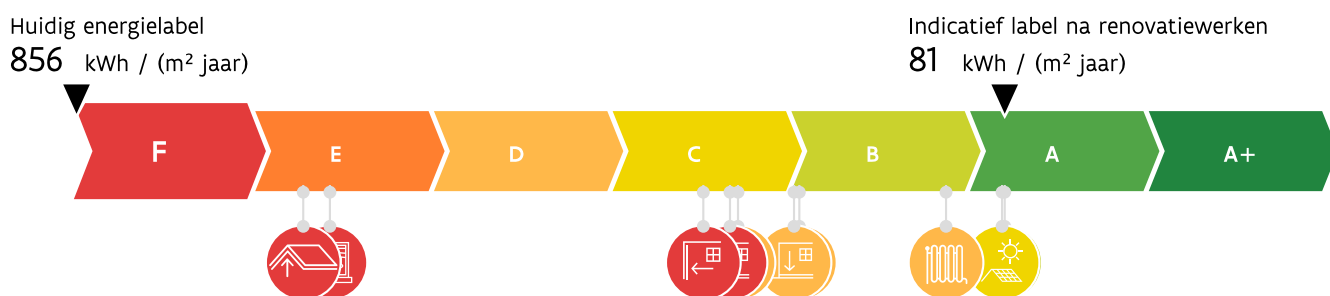 Huidig energielabel
856 kWh / (m² jaar)
Indicatief label na renovatiewerken
81 kWh / (m² jaar)
F E D C B A A+